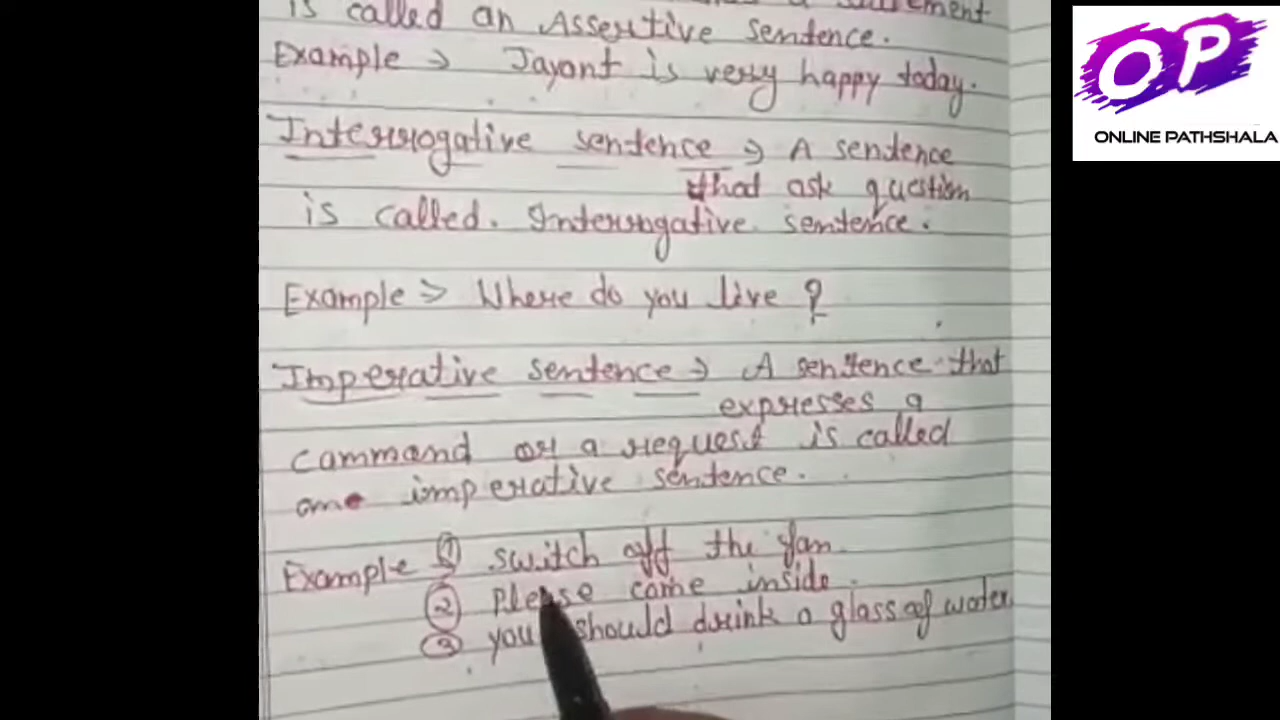 a statement
is called an Assertive sentence.
Example → Jayant is very happy today.
Interrogative sentence → A sentence
that ask question
is called. Interrogative sentence.
Example → Where do you live ?
Imperative sentence → A sentence that
expresses a
command or a request is called
an imperative sentence.
Example ① switch off the fan.
② Please come inside.
③ you should drink a glass of water.
OP
ONLINE PATHSHALA